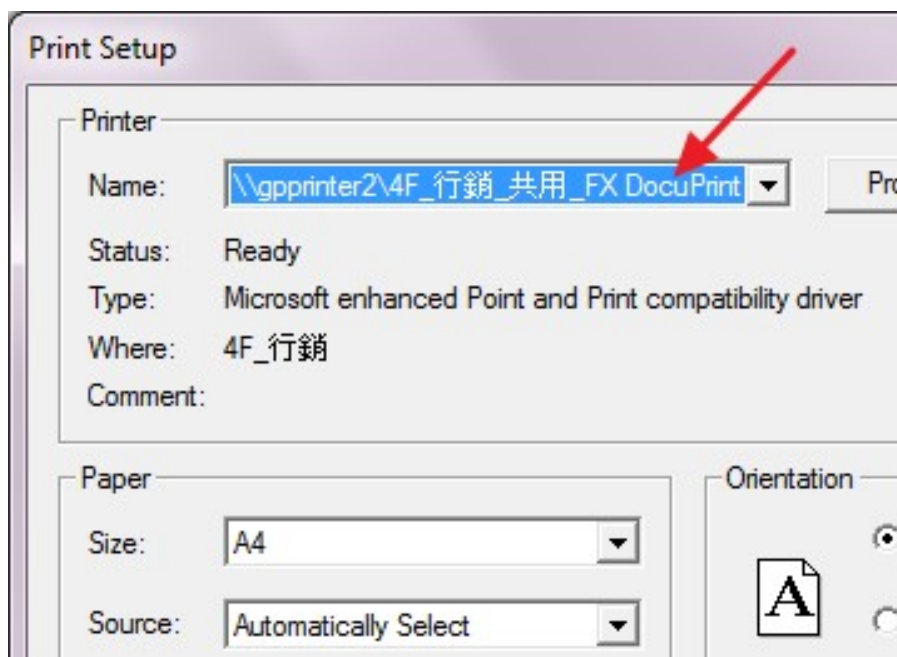 Print Setup
Printer
Name: \\gpprinter2\4F_行銷_共用_FX DocuPrint
Status: Ready
Type: Microsoft enhanced Point and Print compatibility driver
Where: 4F_行銷
Comment:
Paper
Orientation
Size: A4
A
Source: Automatically Select